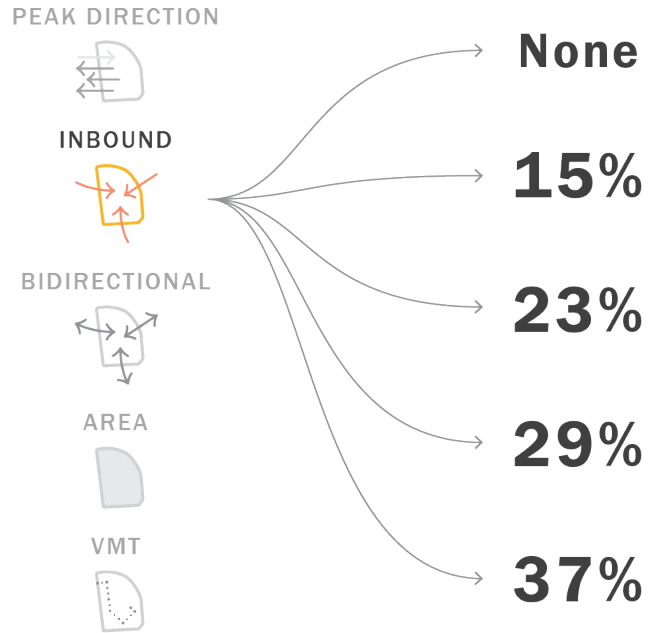 PEAK DIRECTION
INBOUND
BIDIRECTIONAL
AREA
VMT
None
15%
23%
29%
37%